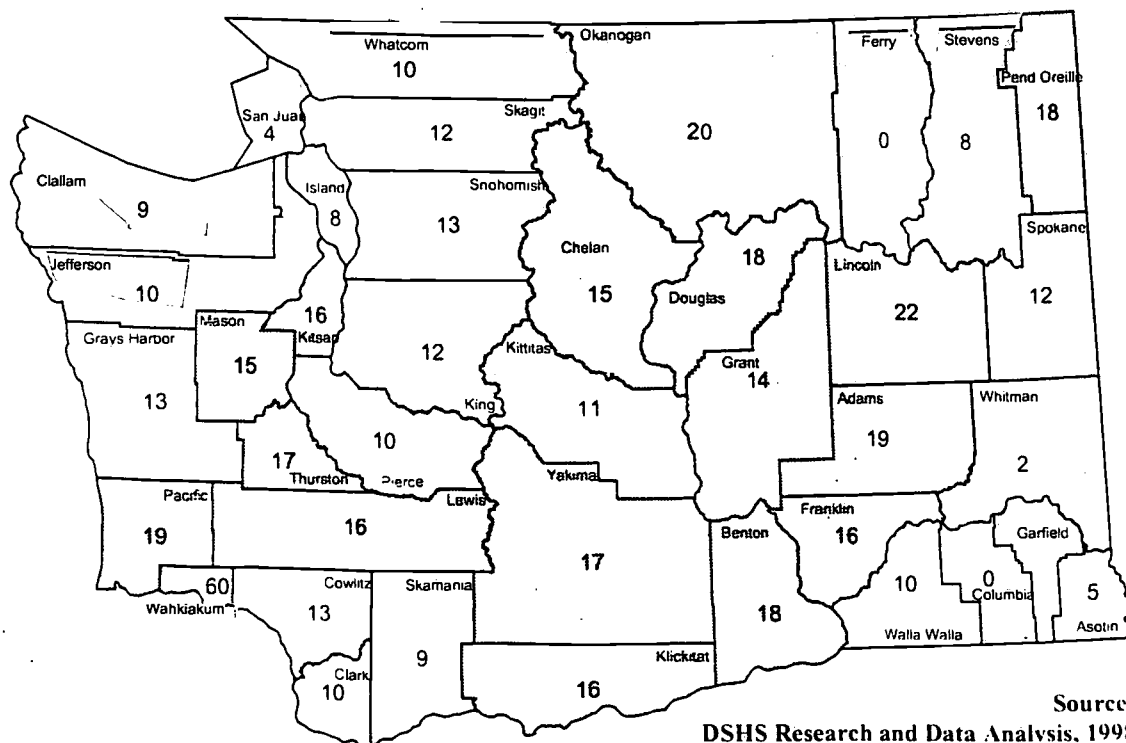 Whatcom
10
Okanogan
20
Ferry
0
Stevens
8
Pend Oreille
18
San Juan
4
Skagit
12
Clallam
9
Island
8
Snohomish
13
Chelan
15
Douglas
18
Spokane
12
Lincoln
22
Jefferson
10
Kitsap
16
Mason
15
Grays Harbor
13
King
12
Kittitas
11
Grant
14
Adams
19
Whitman
2
Thurston
17
Pierce
10
Pacific
19
Lewis
16
Yakima
17
Benton
18
Franklin
16
Walla Walla
10
Columbia
0
Garfield
Asotin
5
Wahkiakum
60
Cowlitz
13
Skamania
9
Clark
10
Klickitat
16
Source
DSHS Research and Data Analysis, 1998